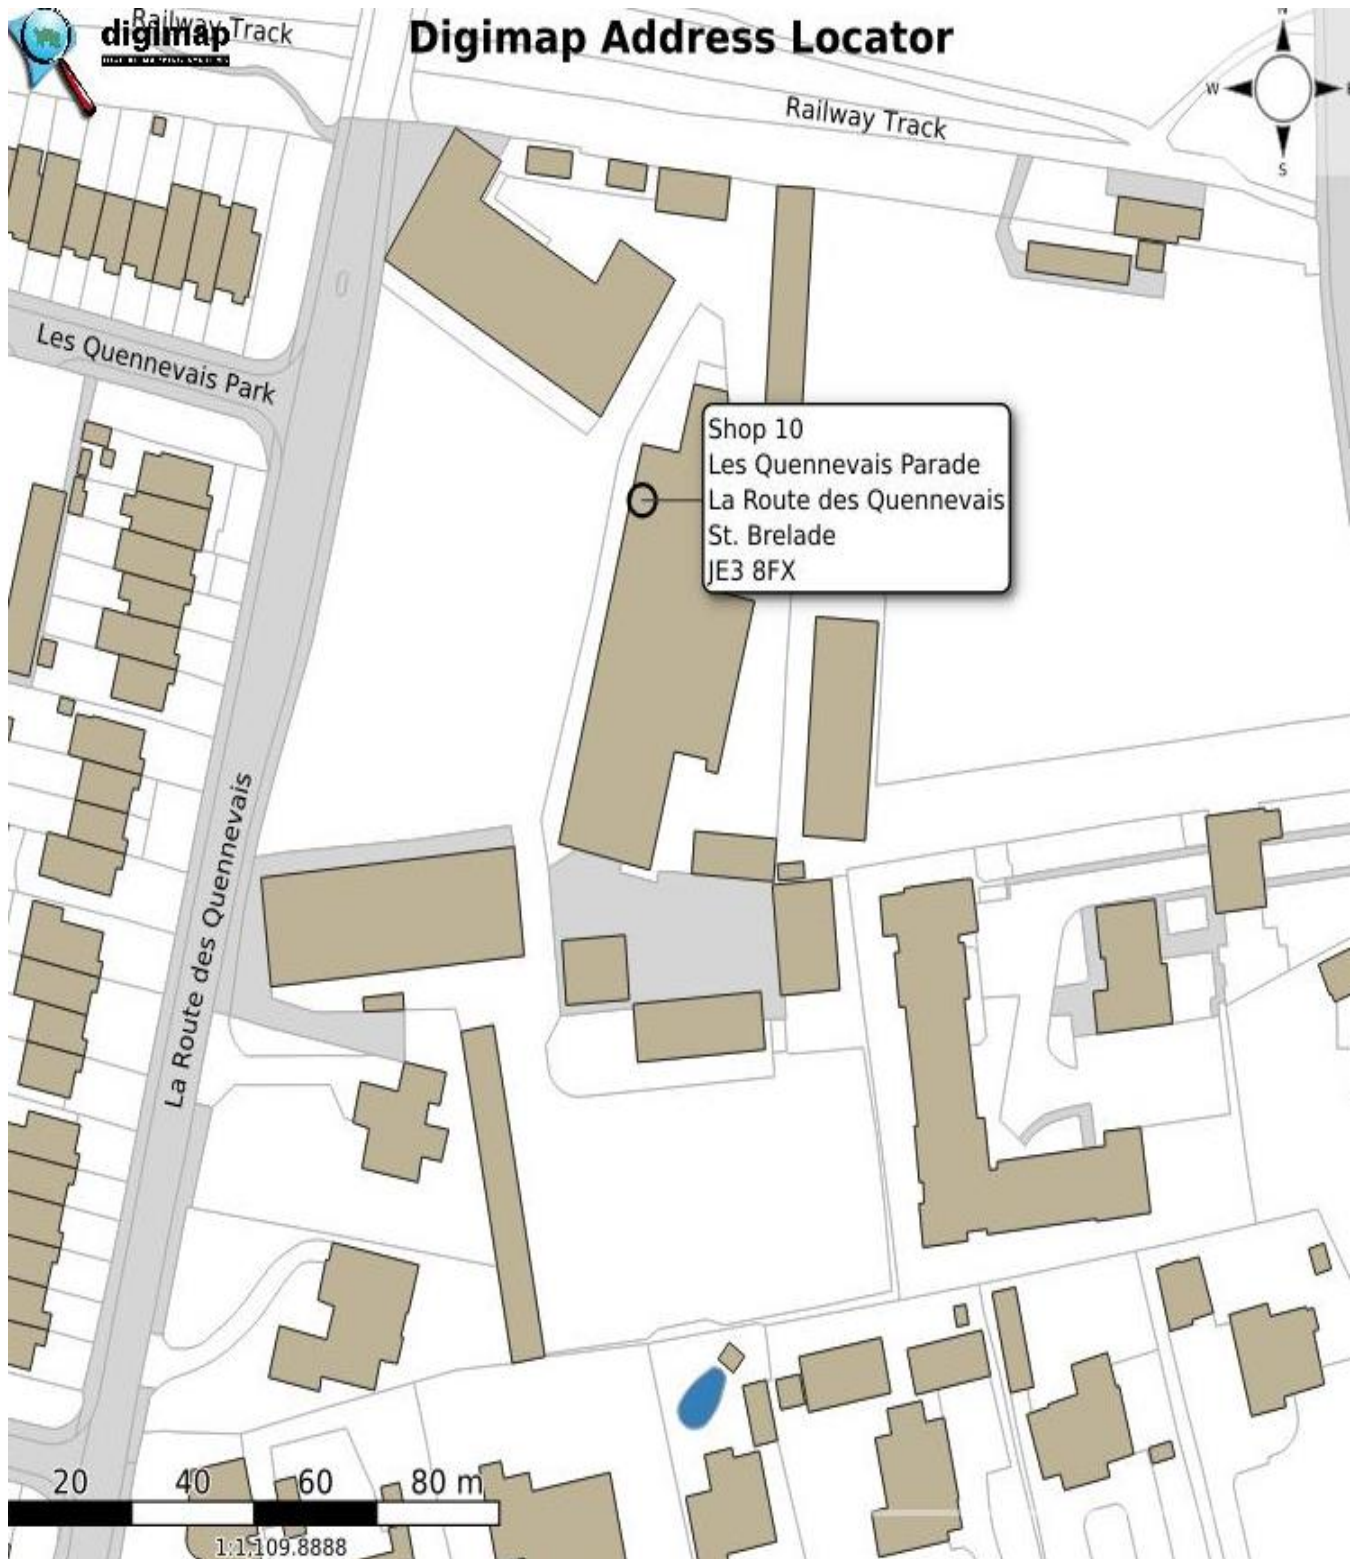 Railway Track
digimap
Digimap Address Locator
N
W
S
Railway Track
Les Quennevais Park
Shop 10
Les Quennevais Parade
La Route des Quennevais
St. Brelade
JE3 8FX
La Route des Quennevais
20 40 60 80 m
1:1,109.8888